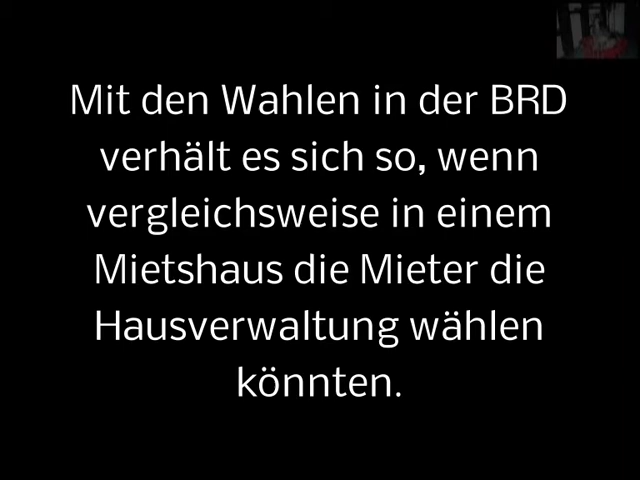 Mit den Wahlen in der BRD
verhält es sich so, wenn
vergleichsweise in einem
Mietshaus die Mieter die
Hausverwaltung wählen
könnten.